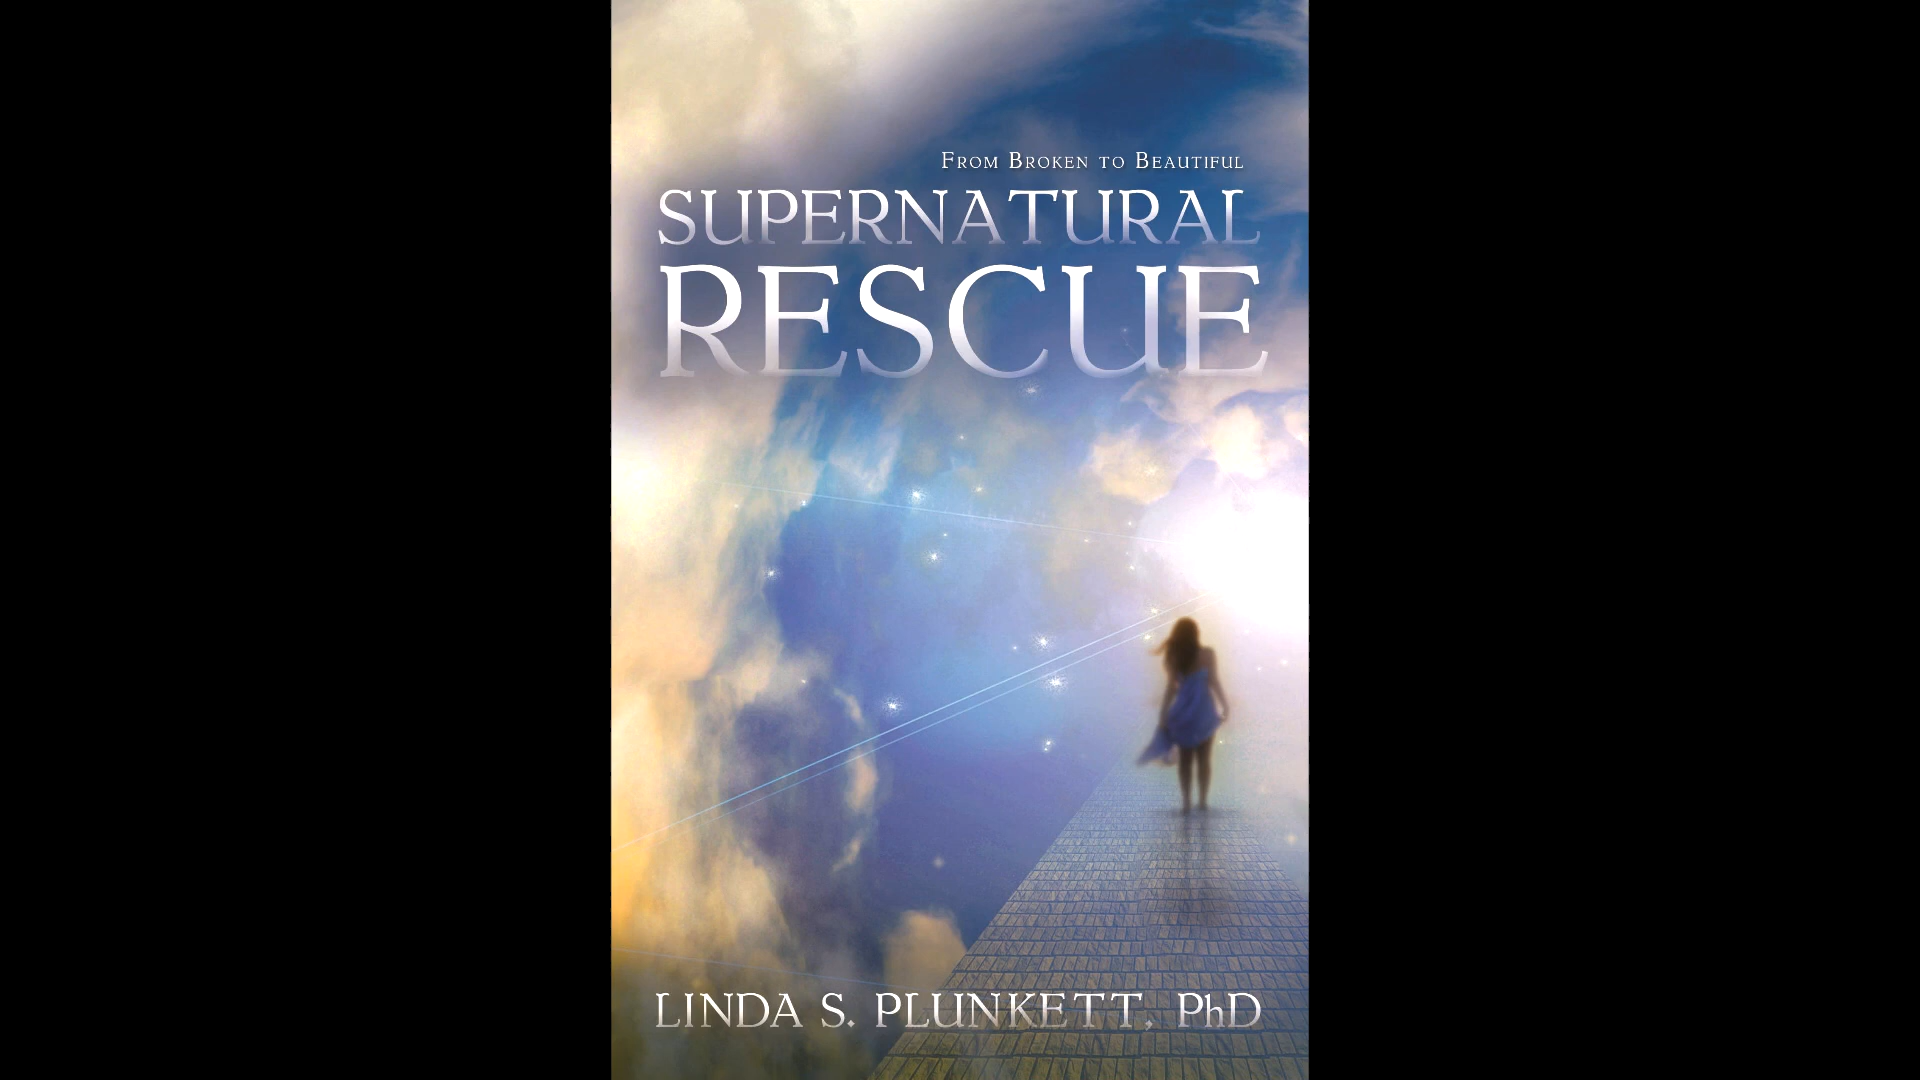 From Broken to Beautiful
SUPERNATURAL
RESCUE
LINDA S. PLUNKETT, PhD